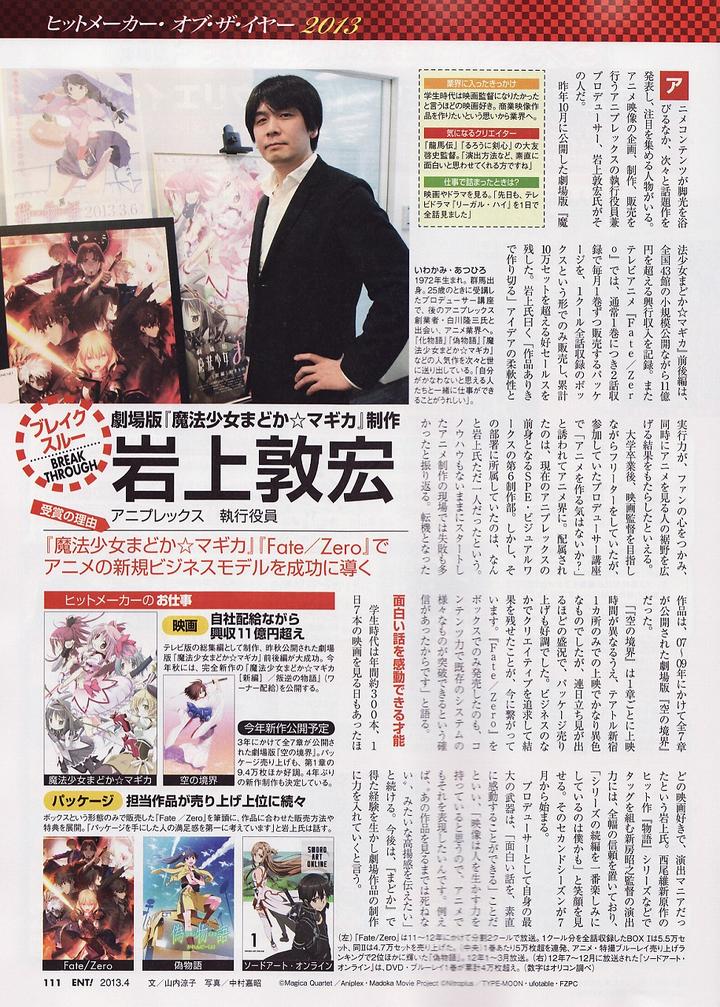 ヒットメーカー・オブ・ザ・イヤー 2013
アニメコンテンツが脚光を浴
びるなか、次々と話題作を
発表し、注目を集める人物がいる。
アニメ映像の企画、制作、販売を
行うアニプレックスの執行役員兼
プロデューサー、岩上敦宏氏がそ
の人だ。
昨年10月に公開した劇場版『魔
業界に入ったきっかけ
学生時代は映画監督になりたかった
と言うほどの映画好き。商業映像作
品を作りたいという思いから業界へ。
気になるクリエイター
「『龍馬伝』『るろうに剣心』の大友
啓史監督。「演出方法など、素直に
面白いと思わせてくれる方ですね」
仕事で詰まったときは?
映画やドラマを見る。「先日も、テレ
ビドラマ『リーガル・ハイ』を1日で
全話見ました」
法少女まどか☆マギカ』前後編は、
全国43館の小規模公開ながら11億
円を超える興行収入を記録。また
テレビアニメ『Fate/Zer
o』では、通常1巻につき2話収
録で毎月1巻ずつ販売するパッケ
ージを、1クール全話収録のボッ
クスという形でのみ販売し、累計
10万セットを超える好セールスを
残した。岩上氏曰く「作品ありき
で作り切る」アイデアの柔軟性と
いわかみ・あつひろ
1972年生まれ。群馬出
身。25歳のときに受講し
たプロデューサー講座
で、後のアニプレックス
創業者・白川隆三氏と
出会い、アニメ業界へ。
『化物語』『偽物語』『魔
法少女まどか☆マギカ』
などの人気作を次々と世
に送り出している。「自分
がかなわないと思える人
たちと一緒に仕事ができ
ることがうれしい」。
2013 3.6
ブレイク
スルー
BREAK
THROUGH
劇場版『魔法少女まどか☆マギカ』制作
岩上敦宏
アニプレックス 執行役員
受賞の理由
『魔法少女まどか☆マギカ』『Fate/Zero』で
アニメの新規ビジネスモデルを成功に導く
実行力が、ファンの心をつかみ、
同時にアニメを見る人の裾野を広
げる結果をもたらしたといえる。
大学卒業後、映画監督を目指し
ながらフリーターをしていたが、
参加していたプロデューサー講座
で「アニメを作る気はないか?」
と誘われてアニメ界に。配属され
たのは、現在のアニプレックスの
前身となるSPE・ビジュアルワ
ークスの第6制作部。しかし、そ
の部署に所属していたのは、なん
と岩上氏ただ一人だったという。
ノウハウもないままにスタートし
たアニメ制作の現場では失敗も多
かったと振り返る。転機となった
作品は、07〜09年にかけて全7章
が公開された劇場版『空の境界』
だった。
「『空の境界』は1章ごとに上映
時間が異なるうえ、テアトル新宿
1カ所のみでの上映でかなり異色
なものでしたが、連日立ち見が出
るほどの盛況で、パッケージ売り
上げも好調でした。ビジネスのな
かでクリエイティブを追求して結
果を残せたことが、今に繋がって
います。『Fate/Zero』を
ボックスでのみ発売したのも、コ
ンテンツ力で既存のシステムの
様々なものが突破できるという確
信があったからです」と語る。
面白い話を感動できる才能
学生時代は年間約300本、1
日7本の映画を見る日もあったほ
どの映画好きで、演出マニアだっ
たという岩上氏。西尾維新原作の
ヒット作『物語』シリーズなどで
タッグを組む新房昭之監督の演出
力には、全幅の信頼を置いており、
「シリーズの続編を一番楽しみに
しているのは僕かも」と笑顔を見
せる。そのセカンドシーズンが7
月から始まる。
プロデューサーとして自身の最
大の武器は、「面白い話を、素直
に感動することができる」ことだ
といい、「映像は人を生かす力を
持っていると思うので、アニメで
もそれを表現したいんです。例え
ば、『あの作品を見るまでは死ねな
い』、みたいな高揚感を伝えたい」
と続ける。今後は、『まどか』で
得た経験を生かし劇場作品の制作
に力を入れていくと言う。
ヒットメーカーのお仕事
映画 自社配給ながら
興収11億円超え
テレビ版の総集編として制作、昨秋公開された劇場
版『魔法少女まどか☆マギカ』前後編が大成功。今
年秋には、完全新作の『魔法少女まどか☆マギカ
[新編]/叛逆の物語』(ワ
ーナー配給)を公開する。
今年新作公開予定
3年にかけて全7章が公開さ
れた劇場版『空の境界』。パ
ッケージ売上げも、第1章の
9.4万枚ほか好調。4年ぶり
の新作制作も決定している。
魔法少女まどか☆マギカ
空の境界
パッケージ 担当作品が売り上げ上位に続々
ボックスという形態のみで販売した『Fate/Zero』を筆頭に、作品に合わせた販売方法や
特典を展開。「パッケージを手にした人の満足感を第一に考えています」と岩上氏は話す。
偽物語
SWORD
ART
ONLINE
1
Fate/Zero
偽物語
ソードアート・オンライン
(左)『Fate/Zero』は11〜12年にかけて分割2クールで放送。1クール分を全話収録したBOX Iは5.5万セッ
ト、同IIは4.7万セット売り上げた。(中央)1巻あたり5万枚超を連発、アニメ・特撮ブルーレイ売り上げラ
ンキングで2位ほかに輝いた『偽物語』。12年1〜3月放送。(右)12年7〜12月に放送された『ソードアート・
オンライン』は、DVD・ブルーレイ1巻が累計4万枚超え。(数字はオリコン調べ)
111 ENT! 2013.4 文/山内涼子 写真/中村嘉昭
©Magica Quartet/Aniplex・Madoka Movie Project ©Nitroplus/TYPE-MOON・ufotable・FZPC